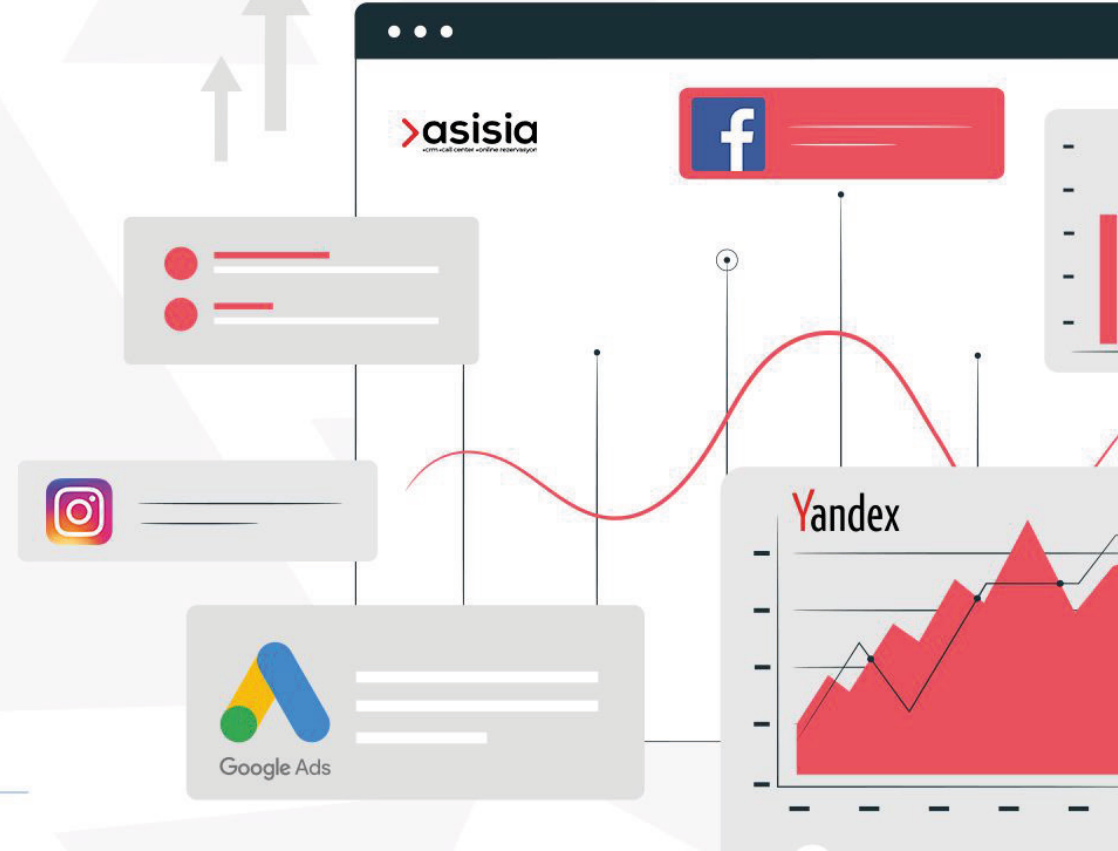 >asisia
•crm •call center •online rezervasyon
Yandex
Google Ads